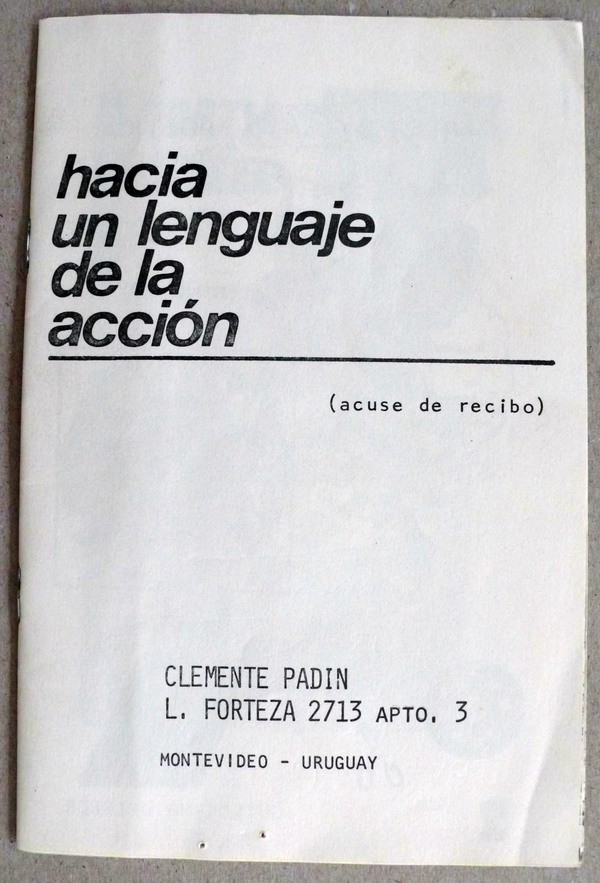 hacia
un lenguaje
de la
acción
(acuse de recibo)
CLEMENTE PADIN
L. FORTEZA 2713 APTO. 3
MONTEVIDEO - URUGUAY